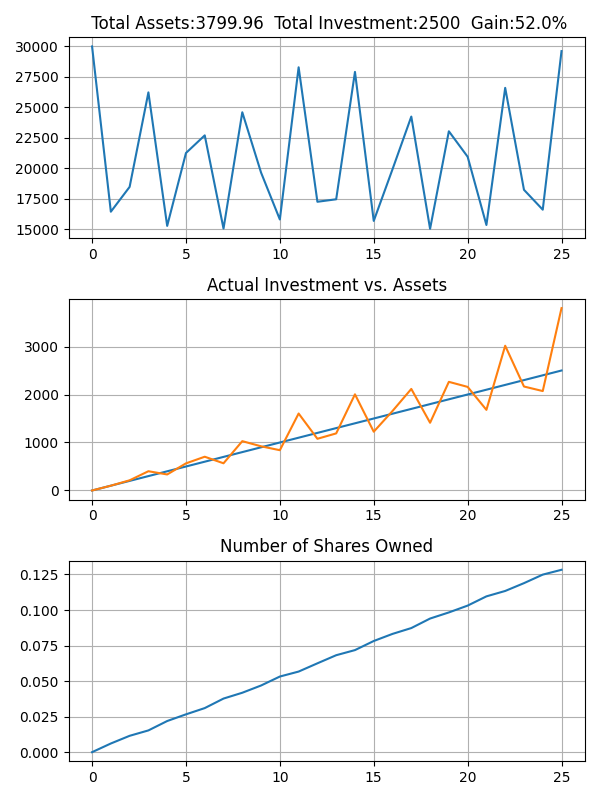 Total Assets:3799.96  Total Investment:2500  Gain:52.0%
30000
27500
25000
22500
20000
17500
15000
0 5 10 15 20 25
Actual Investment vs. Assets
3000
2000
1000
0
0 5 10 15 20 25
Number of Shares Owned
0.125
0.100
0.075
0.050
0.025
0.000
0 5 10 15 20 25